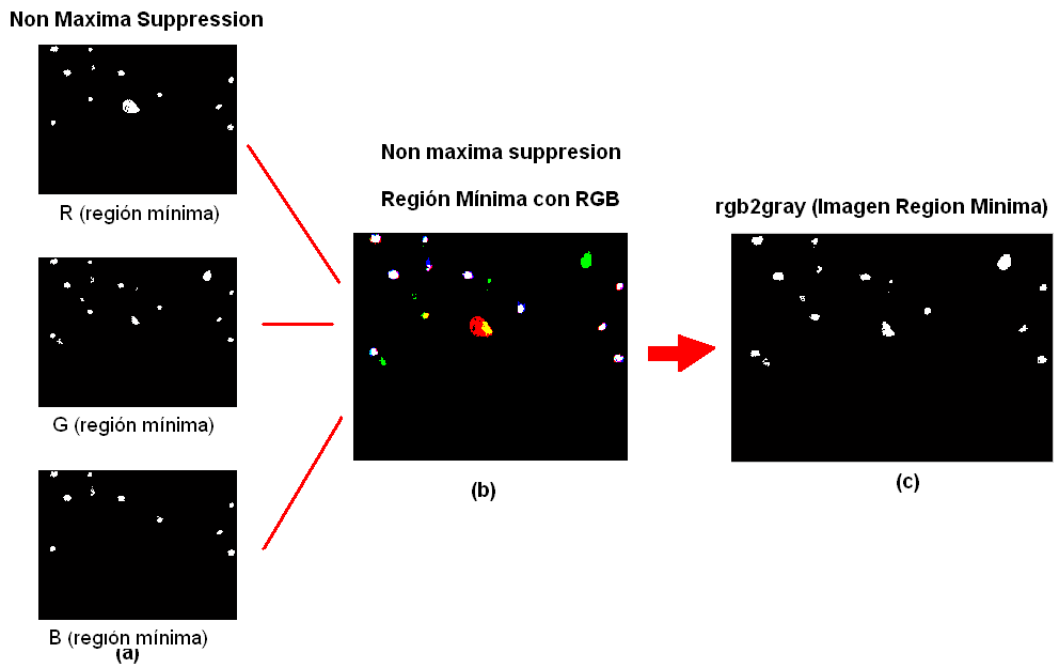 Non Maxima Suppression
R (región mínima)
G (región mínima)
B (región mínima)
(a)
Non maxima suppresion
Región Mínima con RGB
(b)
rgb2gray (Imagen Region Minima)
(c)